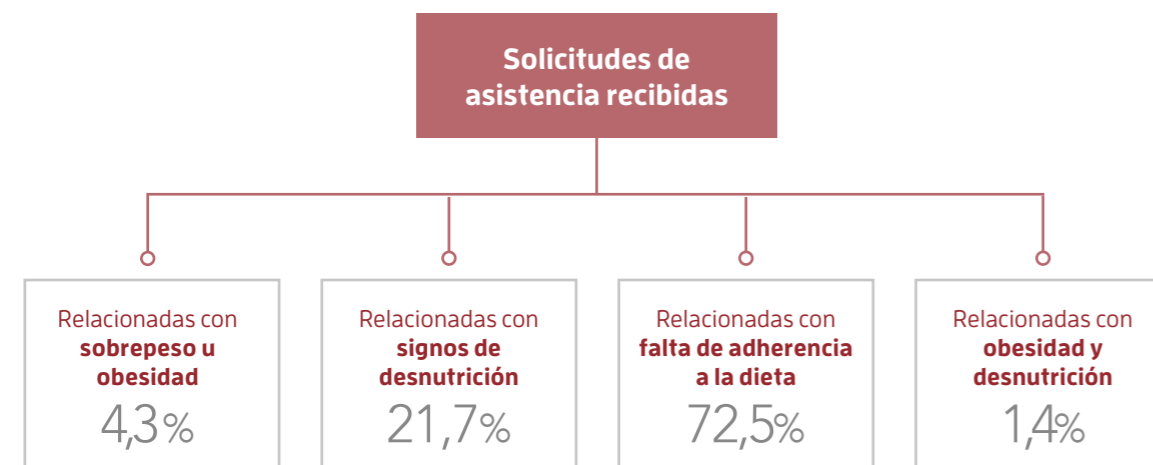 Solicitudes de
asistencia recibidas
Relacionadas con
sobrepeso u
obesidad
4,3%
Relacionadas con
signos de
desnutrición
21,7%
Relacionadas con
falta de adherencia
a la dieta
72,5%
Relacionadas con
obesidad y
desnutrición
1,4%